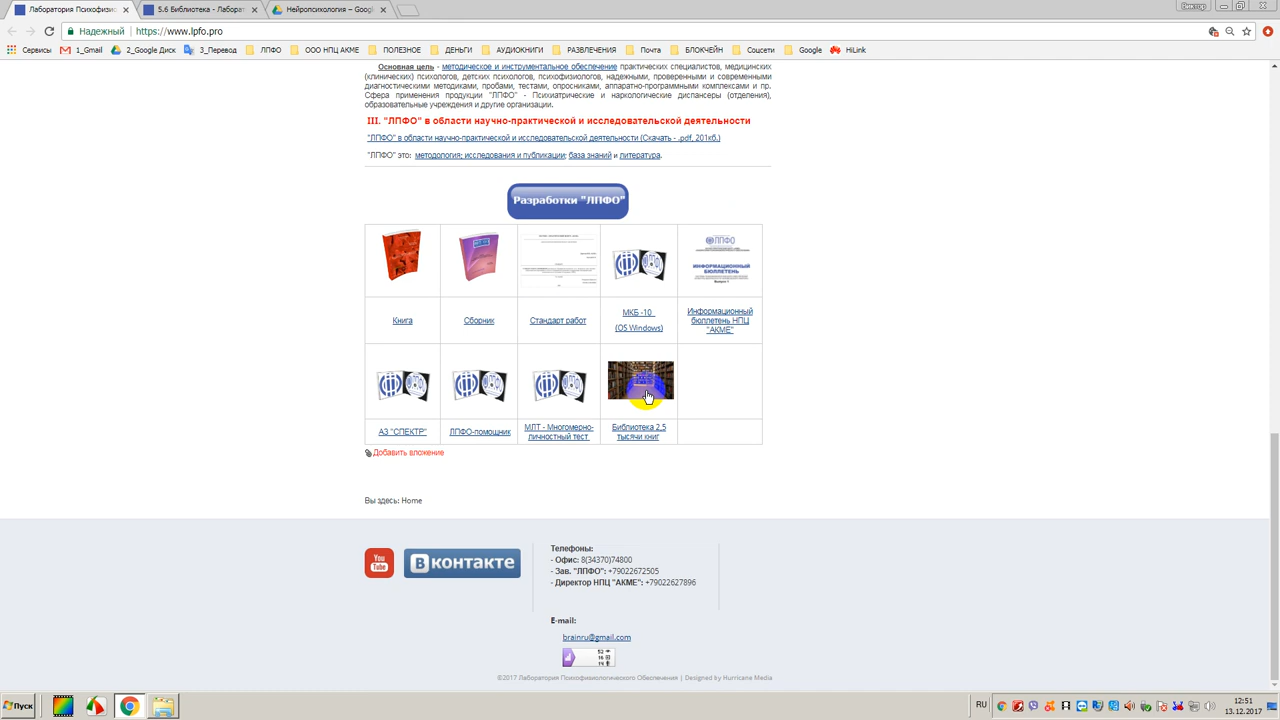 Лаборатория Психофизи
5.6 Библиотека - Лаборат
Нейропсихология – Googl
Надежный
https://www.lpfo.pro
Сервисы
1_Gmail
2_Google Диск
3_Перевод
ЛПФО
ООО НПЦ АКМЕ
ПОЛЕЗНОЕ
ДЕНЬГИ
АУДИОКНИГИ
РАЗВЛЕЧЕНИЯ
Почта
БЛОКЧЕЙН
Соцсети
Google
HiLink
Основная цель - методическое и инструментальное обеспечение практических специалистов, медицинских
(клинических) психологов, детских психологов, психофизиологов, надежными, проверенными и современными
диагностическими методиками, пробами, тестами, опросниками, аппаратно-программными комплексами и пр.
Сфера применения продукции "ЛПФО" - Психиатрические и наркологические диспансеры (отделения),
образовательные учреждения и другие организации.
III. "ЛПФО" в области научно-практической и исследовательской деятельности
"ЛПФО" в области научно-практической и исследовательской деятельности (Скачать - .pdf, 201кб.)
"ЛПФО" это: методология; исследования и публикации; база знаний и литература.
Разработки "ЛПФО"
ЛПФО
ИНФОРМАЦИОННЫЙ
БЮЛЛЕТЕНЬ
Книга
Сборник
Стандарт работ
МКБ -10
(OS Windows)
Информационный
бюллетень НПЦ
"АКМЕ"
АЗ "СПЕКТР"
ЛПФО-помощник
МЛТ - Многомерно-
личностный тест
Библиотека 2,5
тысячи книг
Добавить вложение
Вы здесь: Home
You
Tube
В контакте
Телефоны:
- Офис: 8(34370)74800
- Зав. "ЛПФО": +79022672505
- Директор НПЦ "АКМЕ": +79022627896
E-mail:
brainru@gmail.com
©2017 Лаборатория Психофизиологического Обеспечения | Designed by Hurricane Media
Пуск
RU
12:51
13.12.2017